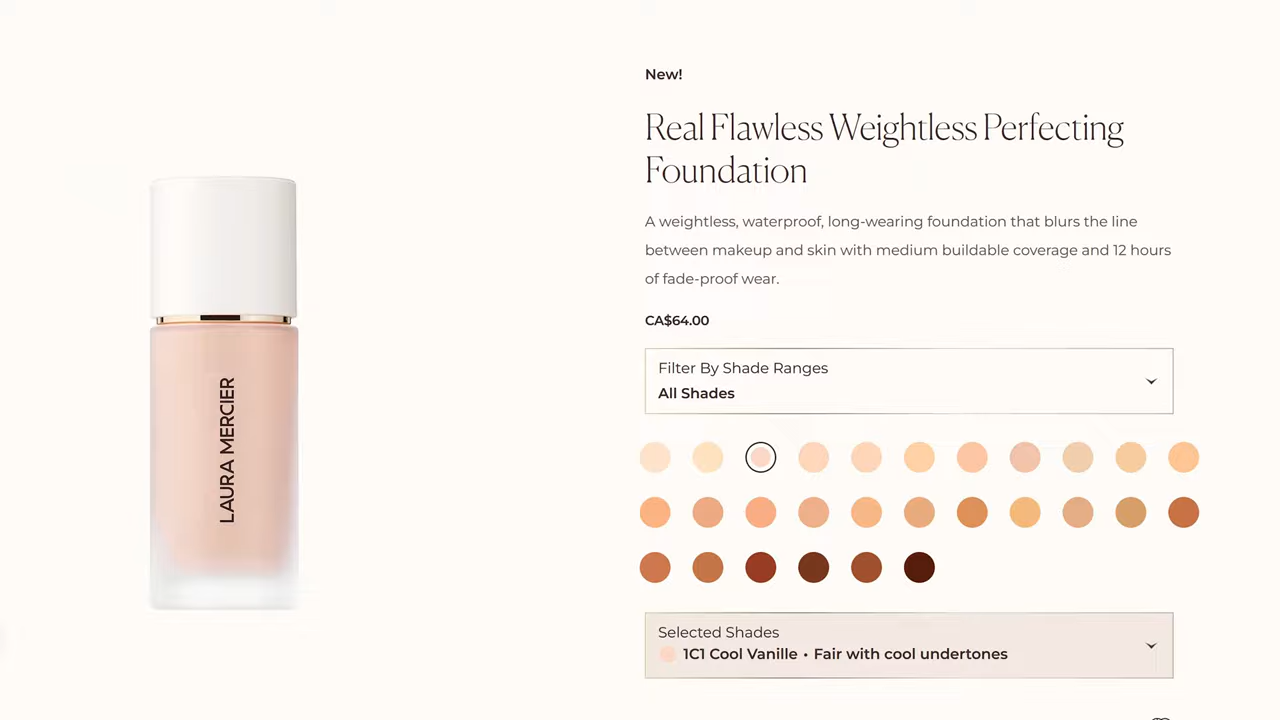 LAURA MERCIER
New!
Real Flawless Weightless Perfecting
Foundation
A weightless, waterproof, long-wearing foundation that blurs the line
between makeup and skin with medium buildable coverage and 12 hours
of fade-proof wear.
CA$64.00
Filter By Shade Ranges
All Shades
Selected Shades
1C1 Cool Vanille • Fair with cool undertones